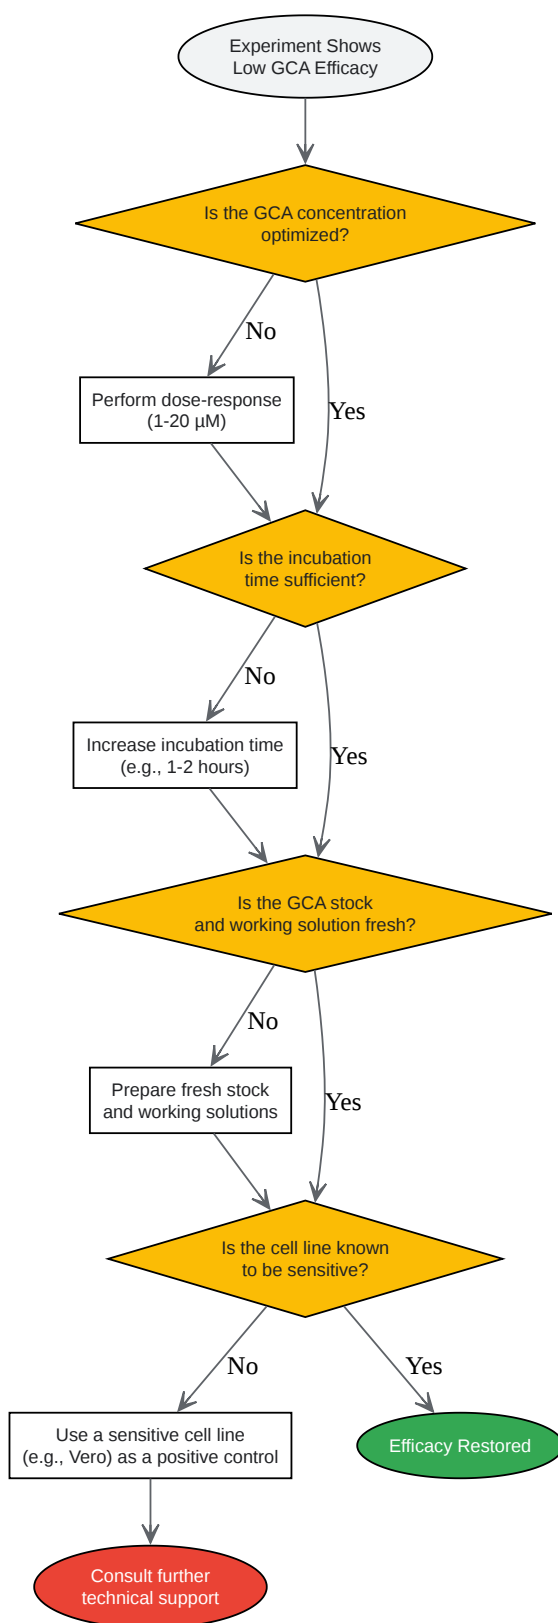 Experiment Shows
Low GCA Efficacy
Is the GCA concentration
optimized?
No
Perform dose-response
(1-20 µM)
Yes
Is the incubation
time sufficient?
No
Increase incubation time
(e.g., 1-2 hours)
Yes
Is the GCA stock
and working solution fresh?
No
Prepare fresh stock
and working solutions
Yes
Is the cell line known
to be sensitive?
No
Yes
Use a sensitive cell line
(e.g., Vero) as a positive control
Efficacy Restored
Consult further
technical support